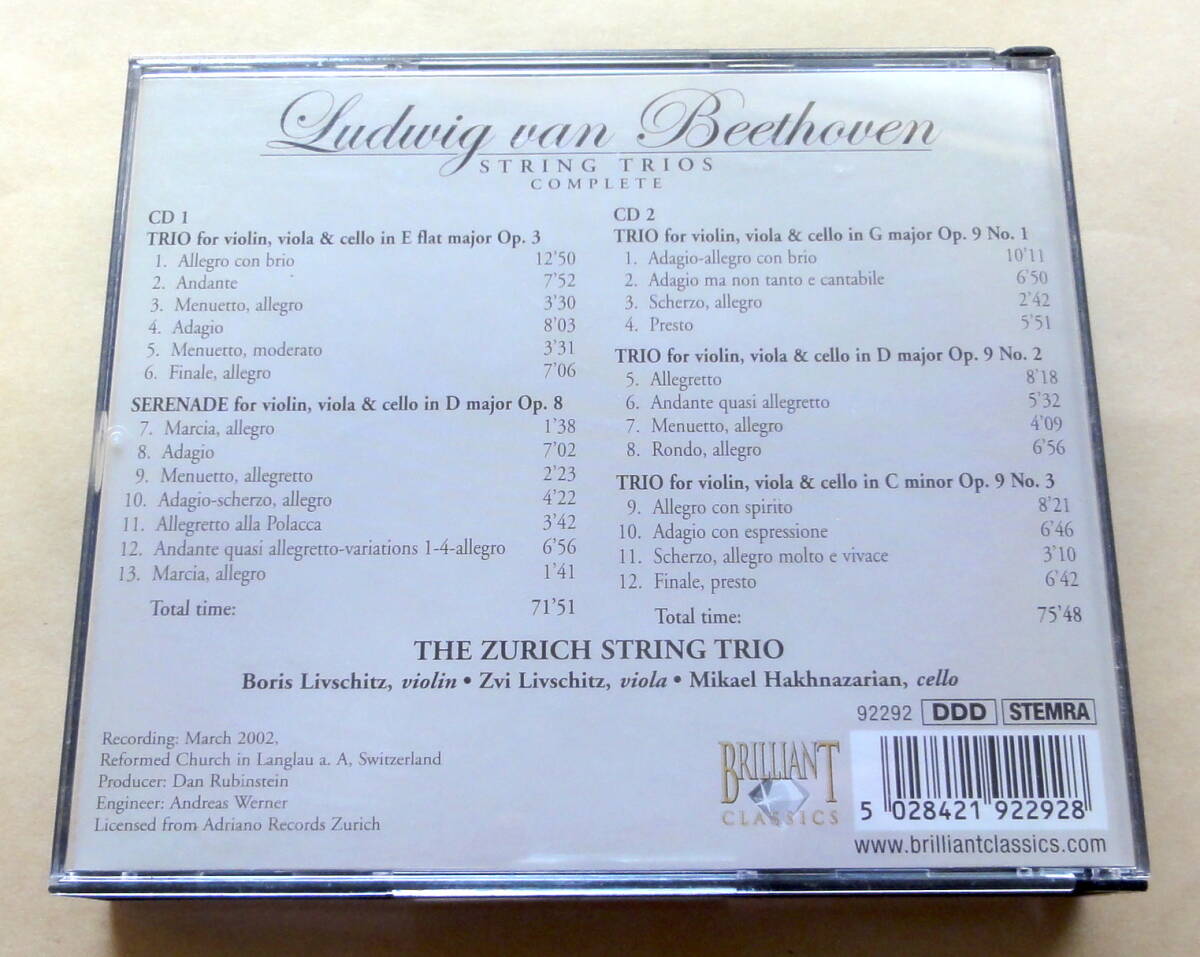 Ludwig van Beethoven
STRING TRIOS
COMPLETE
CD 1
TRIO for violin, viola & cello in E flat major Op. 3
1. Allegro con brio 12'50
2. Andante 7'52
3. Menuetto, allegro 3'30
4. Adagio 8'03
5. Menuetto, moderato 3'31
6. Finale, allegro 7'06
SERENADE for violin, viola & cello in D major Op. 8
7. Marcia, allegro 1'38
8. Adagio 7'02
9. Menuetto, allegretto 2'23
10. Adagio-scherzo, allegro 4'22
11. Allegretto alla Polacca 3'42
12. Andante quasi allegretto-variations 1-4-allegro 6'56
13. Marcia, allegro 1'41
Total time: 71'51
CD 2
TRIO for violin, viola & cello in G major Op. 9 No. 1
1. Adagio-allegro con brio 10'11
2. Adagio ma non tanto e cantabile 6'50
3. Scherzo, allegro 2'42
4. Presto 5'51
TRIO for violin, viola & cello in D major Op. 9 No. 2
5. Allegretto 8'18
6. Andante quasi allegretto 5'32
7. Menuetto, allegro 4'09
8. Rondo, allegro 6'56
TRIO for violin, viola & cello in C minor Op. 9 No. 3
9. Allegro con spirito 8'21
10. Adagio con espressione 6'46
11. Scherzo, allegro molto e vivace 3'10
12. Finale, presto 6'42
Total time: 75'48
THE ZURICH STRING TRIO
Boris Livschitz, violin • Zvi Livschitz, viola • Mikael Hakhnazarian, cello
92292 DDD STEMRA
Recording: March 2002,
Reformed Church in Langlau a. A, Switzerland
Producer: Dan Rubinstein
Engineer: Andreas Werner
Licensed from Adriano Records Zurich
BRILLIANT
CLASSICS
5 028421 922928
www.brilliantclassics.com